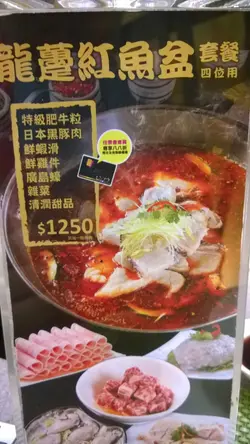 龍躉紅魚盆 套餐
四位用
特級肥牛粒
日本黑豚肉
鮮蝦滑
鮮雞件
廣島蠔
雜菜
清潤甜品
$1250